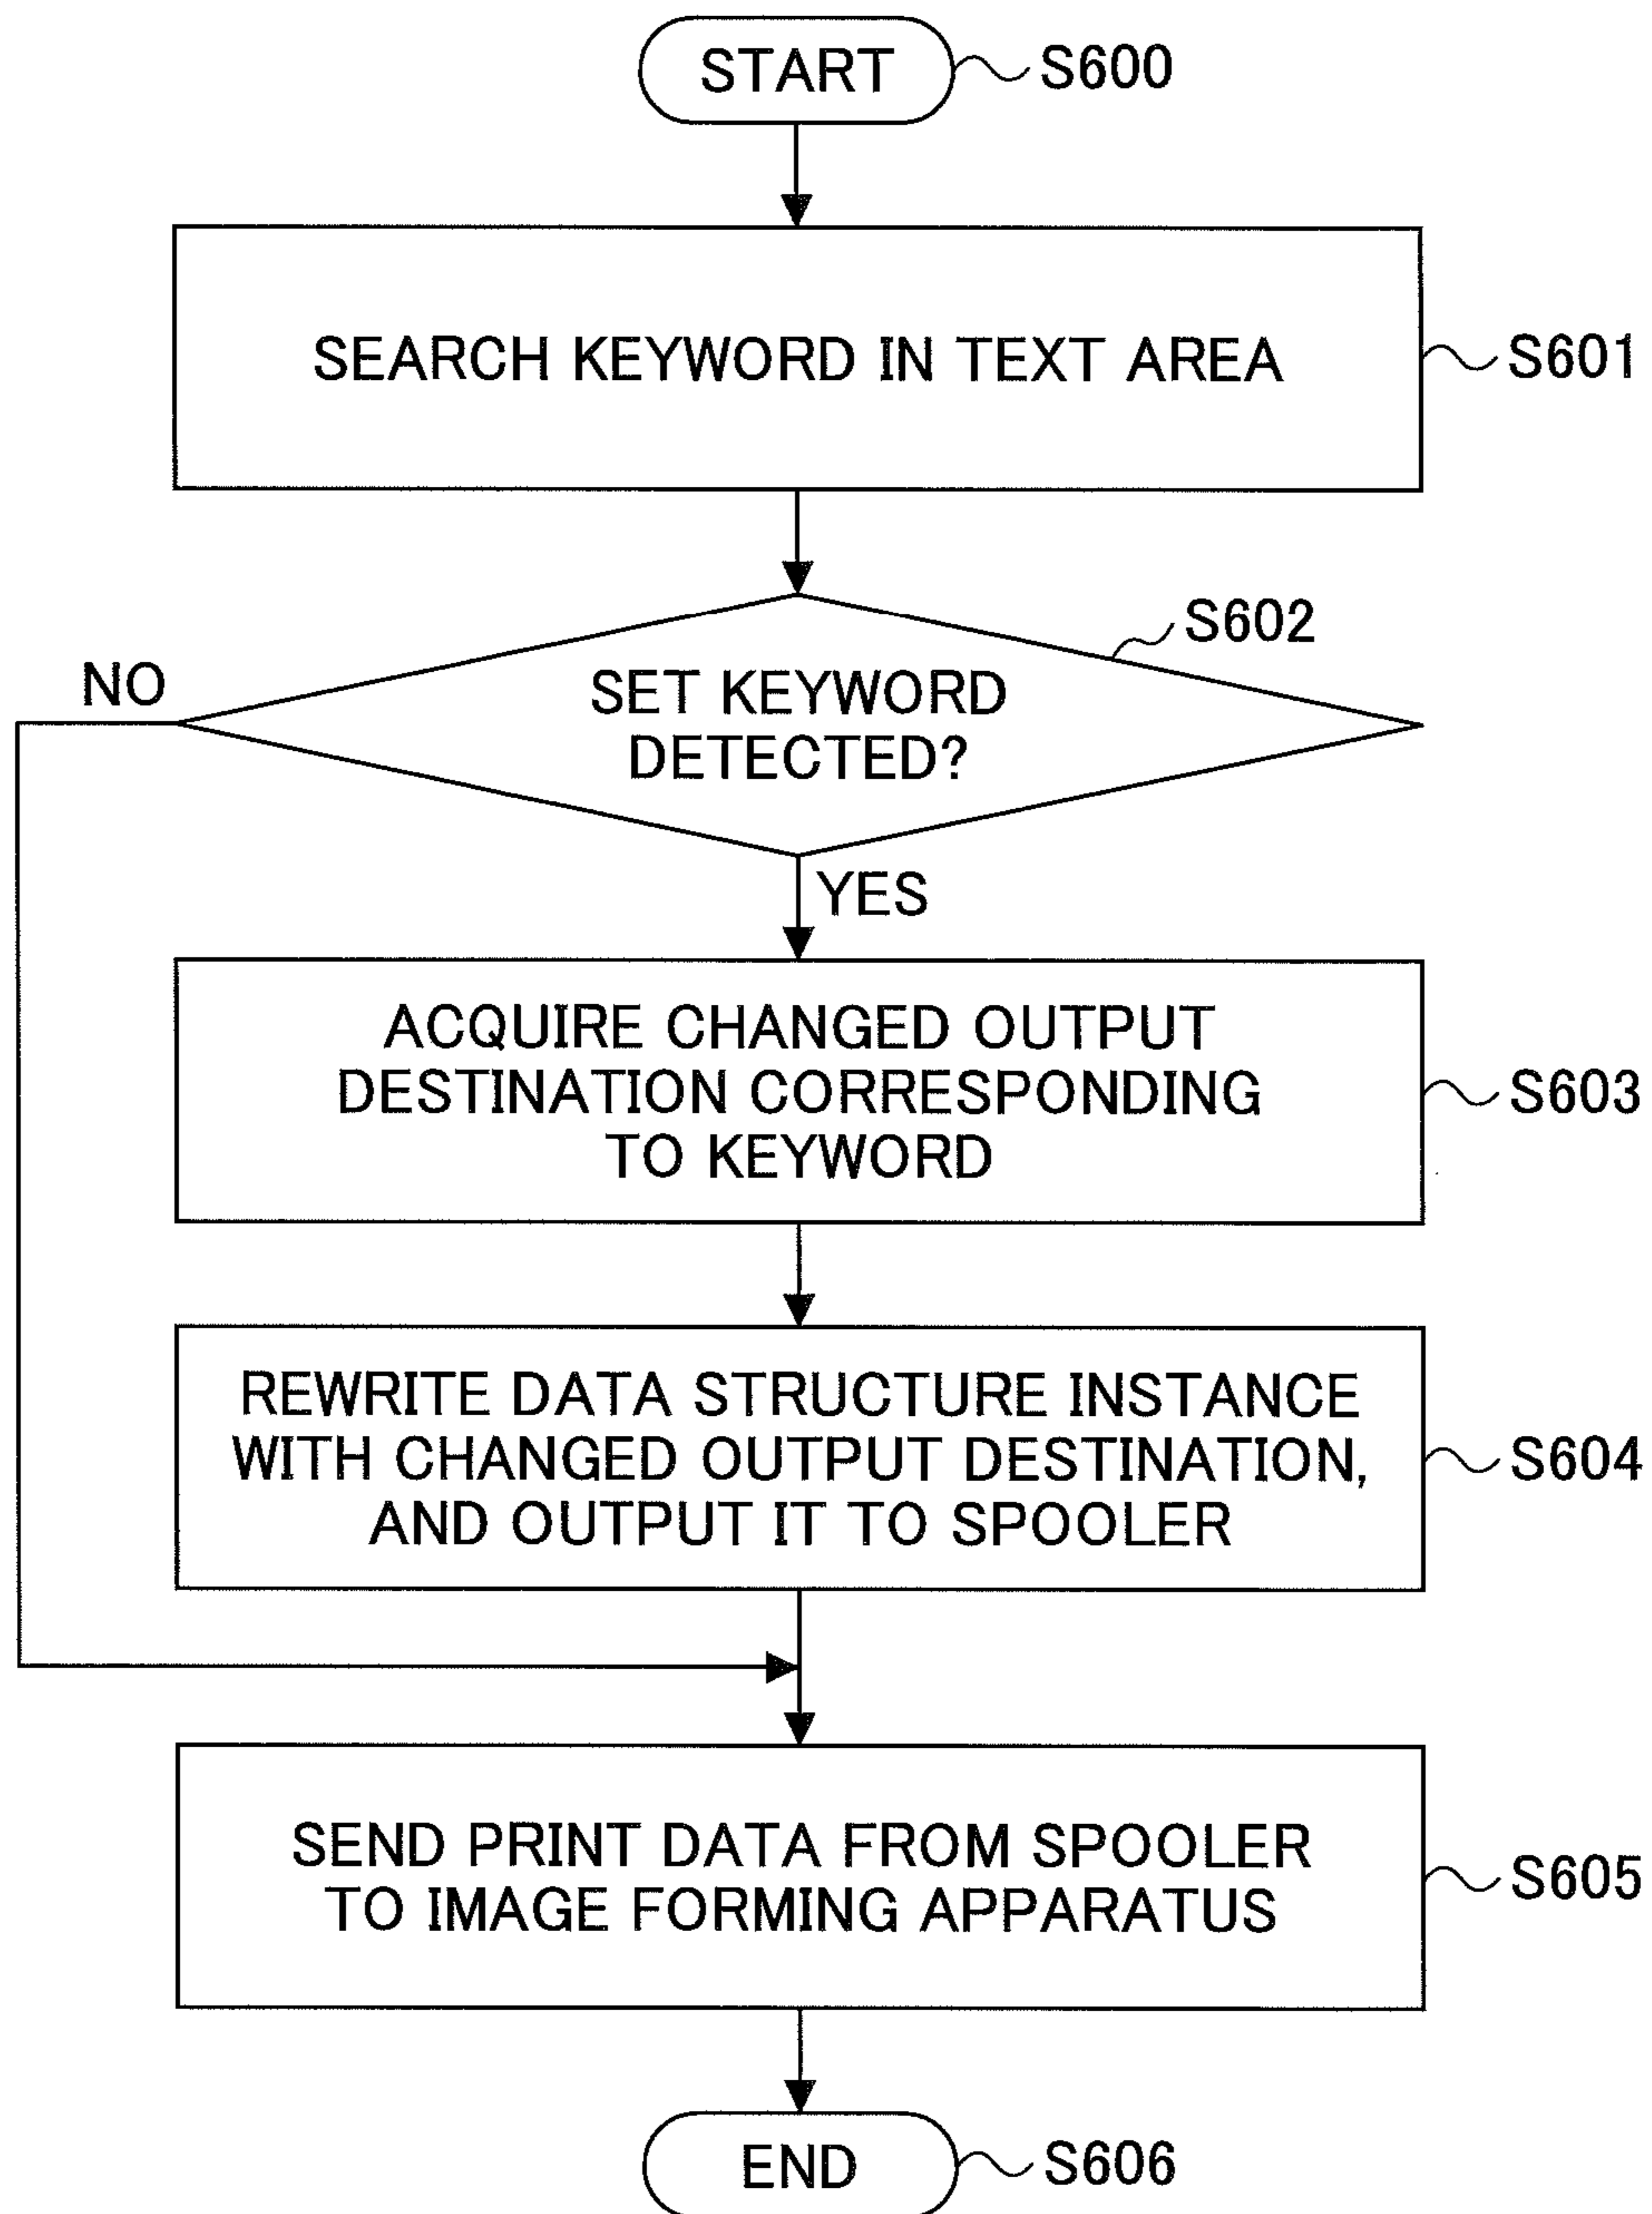 START S600
SEARCH KEYWORD IN TEXT AREA S601
S602
NO
SET KEYWORD
DETECTED?
YES
ACQUIRE CHANGED OUTPUT
DESTINATION CORRESPONDING
TO KEYWORD
S603
REWRITE DATA STRUCTURE INSTANCE
WITH CHANGED OUTPUT DESTINATION,
AND OUTPUT IT TO SPOOLER
S604
SEND PRINT DATA FROM SPOOLER
TO IMAGE FORMING APPARATUS
S605
END S606